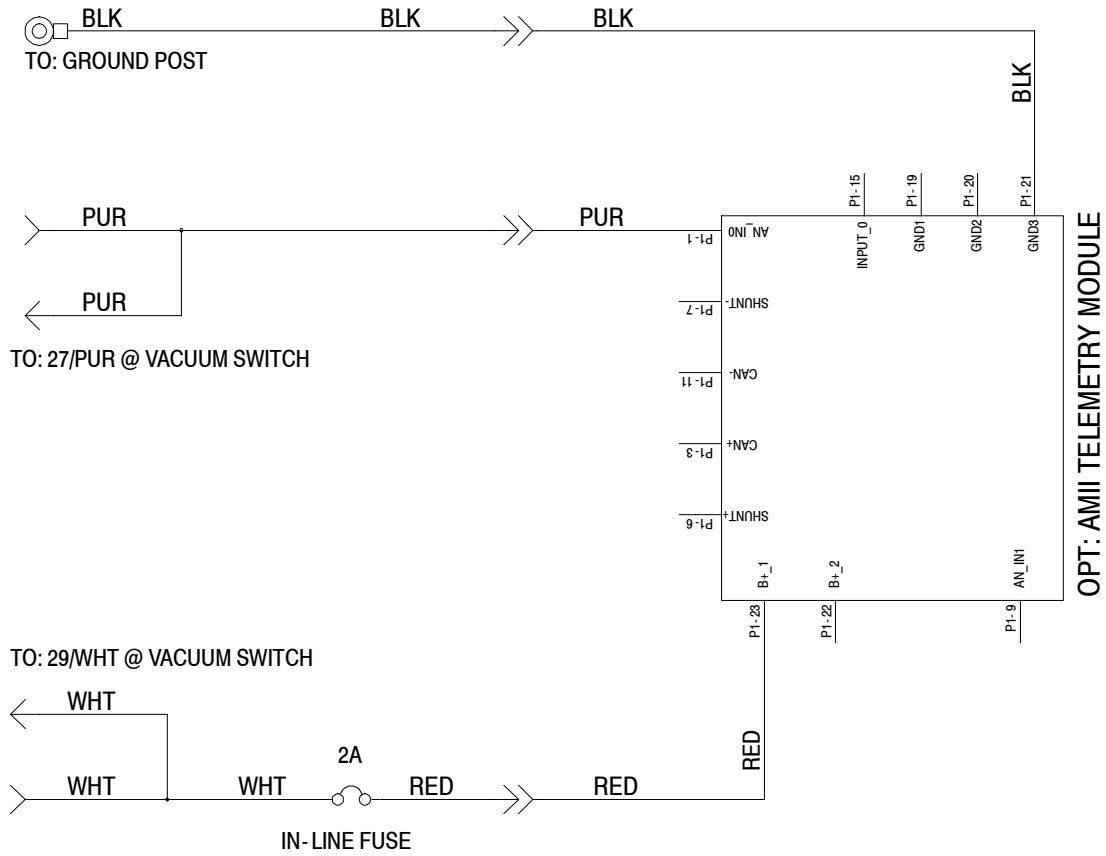 BLK BLK BLK
TO: GROUND POST
BLK
P1-15 P1-19 P1-20 P1-21
INPUT_0 GND1 GND2 GND3
PUR PUR
P1-1 AN_IN0
PUR
P1-7 SHUNT-
TO: 27/PUR @ VACUUM SWITCH
P1-11 CAN-
P1-3 CAN+
P1-6 SHUNT+
OPT: AMII TELEMETRY MODULE
B+_1 B+_2 AN_IN1
P1-23 P1-22 P1-9
TO: 29/WHT @ VACUUM SWITCH
WHT
RED
2A
WHT WHT RED RED
IN-LINE FUSE